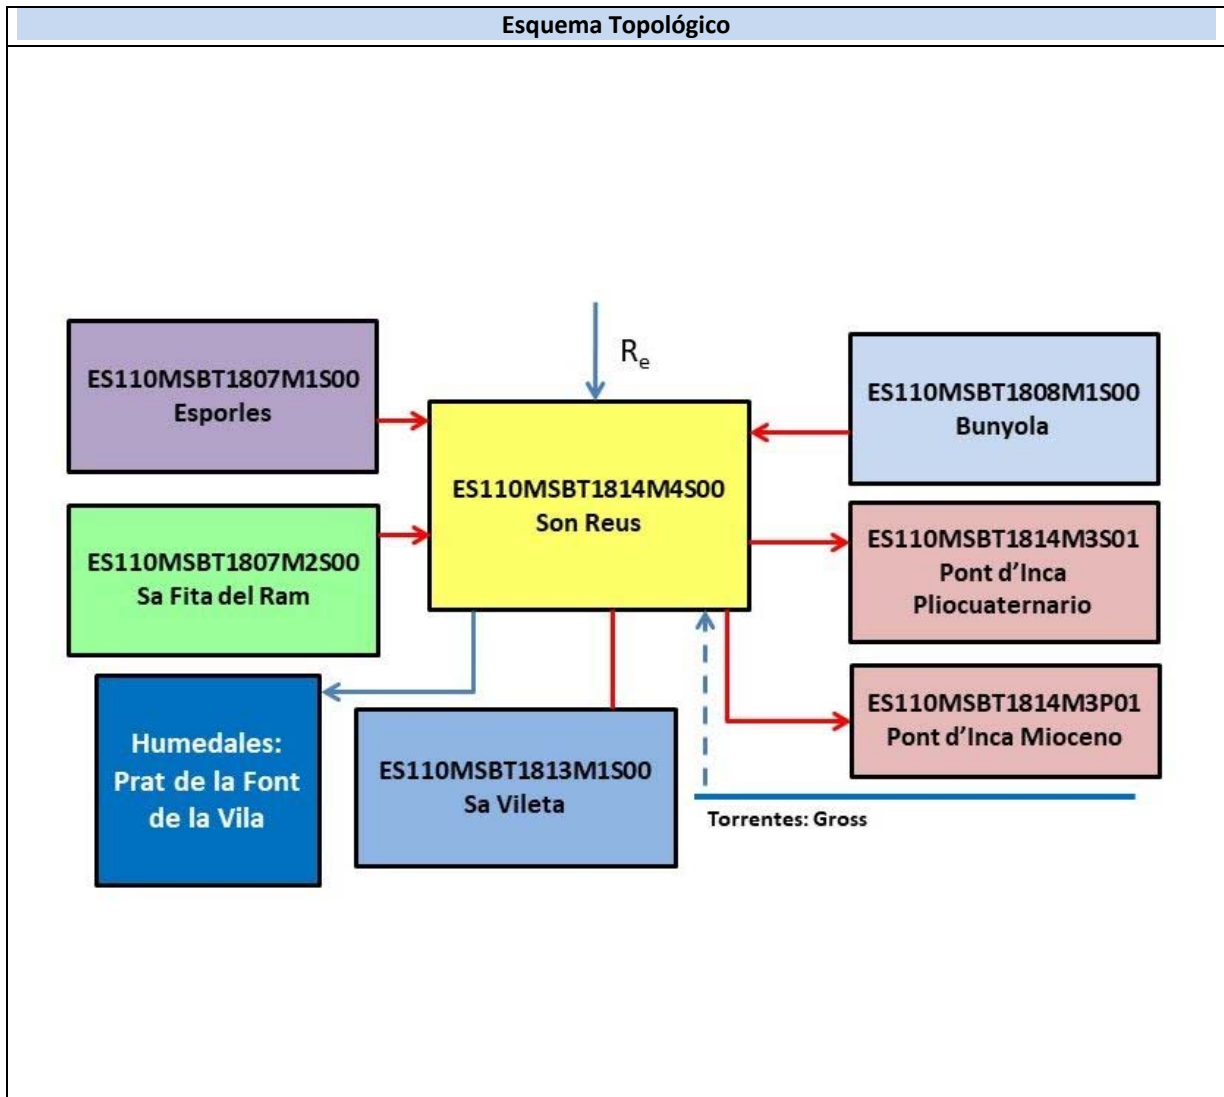 Esquema Topológico
R_e
ES110MSBT1807M1S00
Esporles
ES110MSBT1808M1S00
Bunyola
ES110MSBT1814M4S00
Son Reus
ES110MSBT1807M2S00
Sa Fita del Ram
ES110MSBT1814M3S01
Pont d’Inca
Pliocuaternario
ES110MSBT1814M3P01
Pont d’Inca Mioceno
Humedales:
Prat de la Font
de la Vila
ES110MSBT1813M1S00
Sa Vileta
Torrentes: Gross